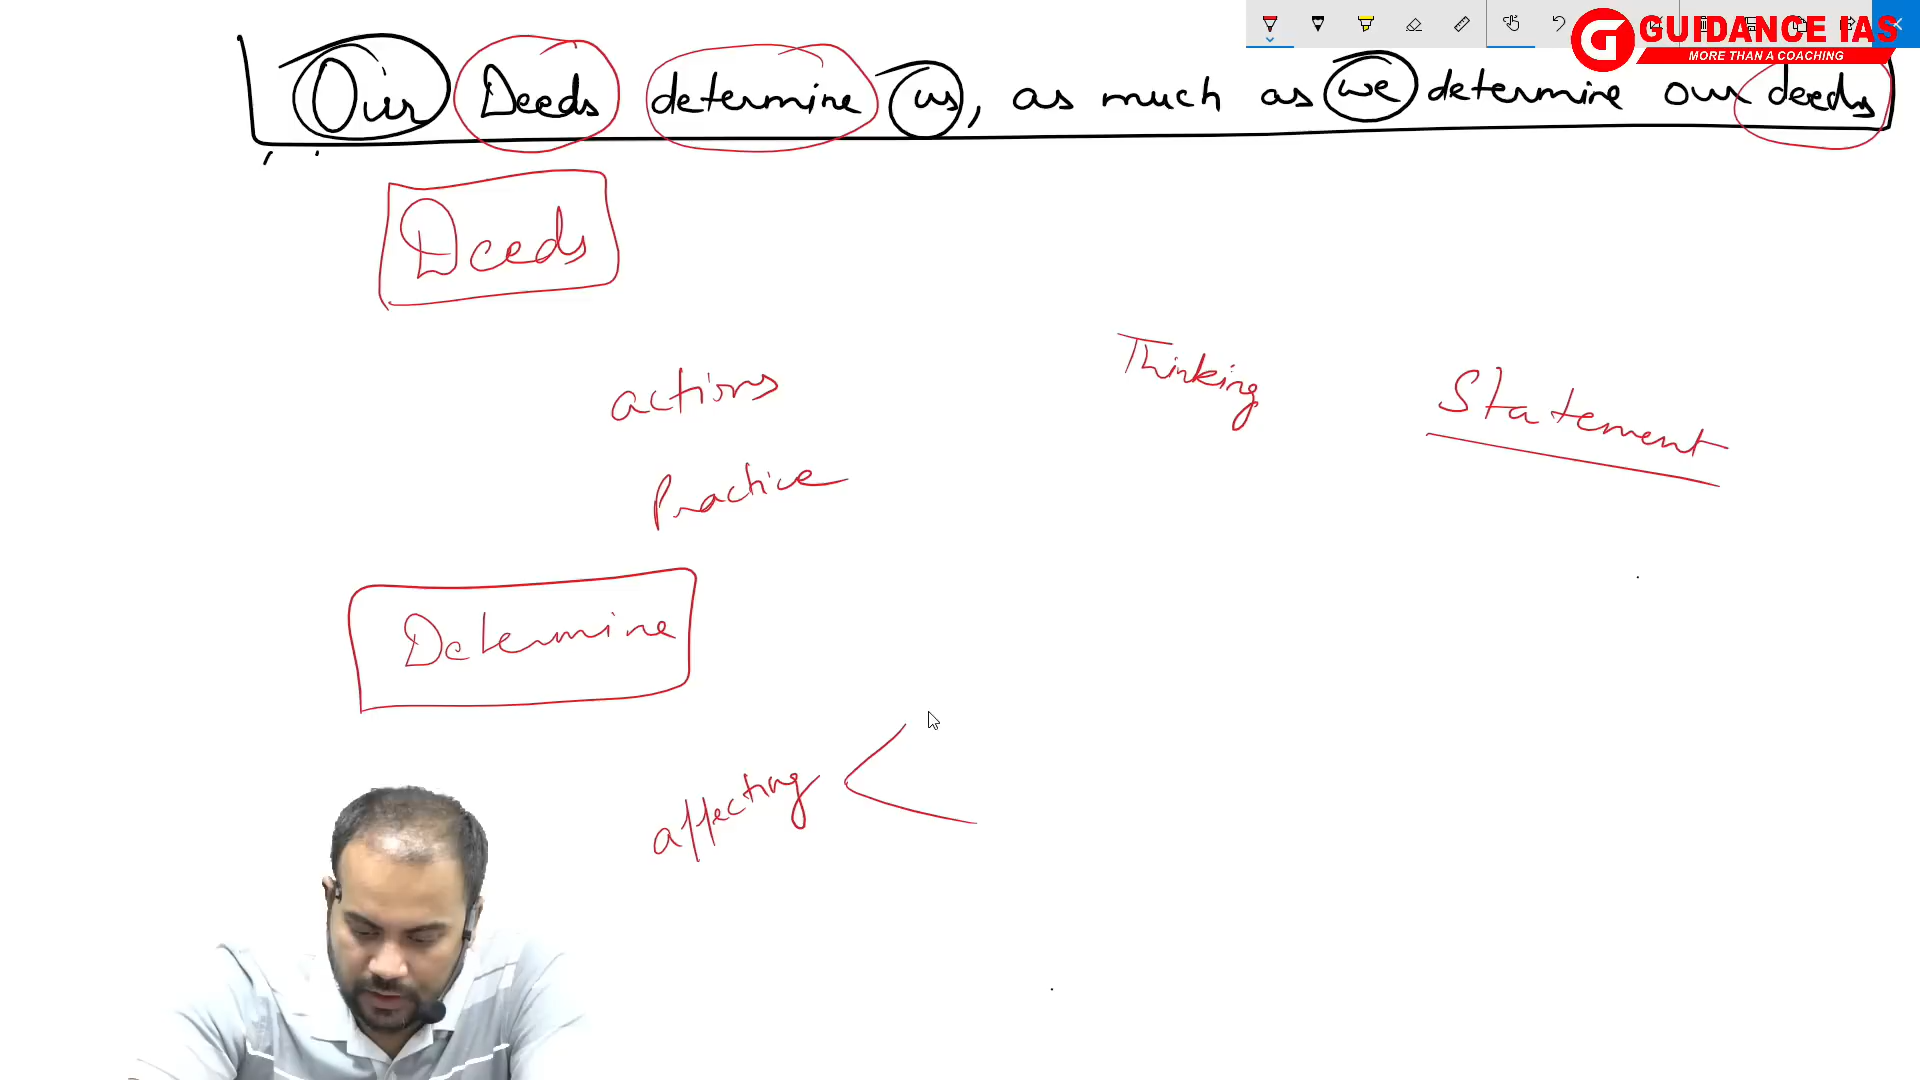 GUIDANCE IAS
MORE THAN A COACHING
Our Deeds determine us, as much as we determine our deeds
Deeds
Thinking
actions
Statement
Practice
Determine
affecting